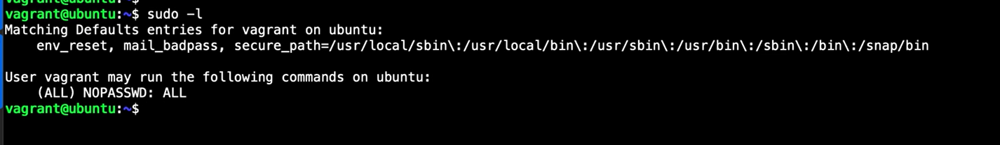 vagrant@ubuntu:~$ sudo -l
Matching Defaults entries for vagrant on ubuntu:
    env_reset, mail_badpass, secure_path=/usr/local/sbin\:/usr/local/bin\:/usr/sbin\:/usr/bin\:/sbin\:/bin\:/snap/bin

User vagrant may run the following commands on ubuntu:
    (ALL) NOPASSWD: ALL
vagrant@ubuntu:~$